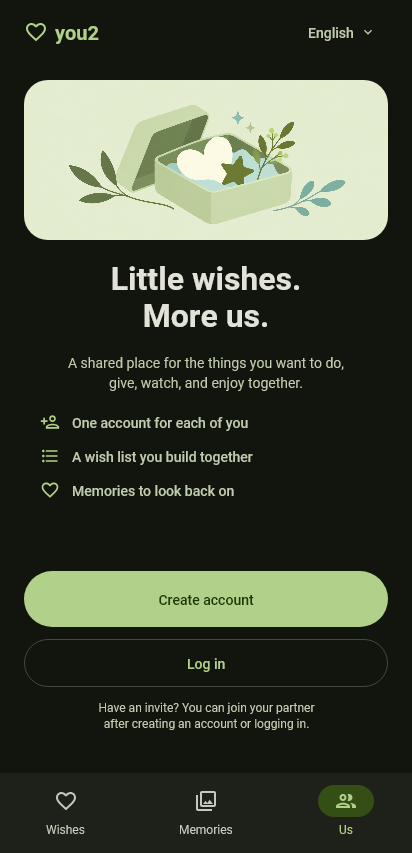 you2
English
Little wishes.
More us.
A shared place for the things you want to do,
give, watch, and enjoy together.
One account for each of you
A wish list you build together
Memories to look back on
Create account
Log in
Have an invite? You can join your partner
after creating an account or logging in.
Wishes
Memories
Us